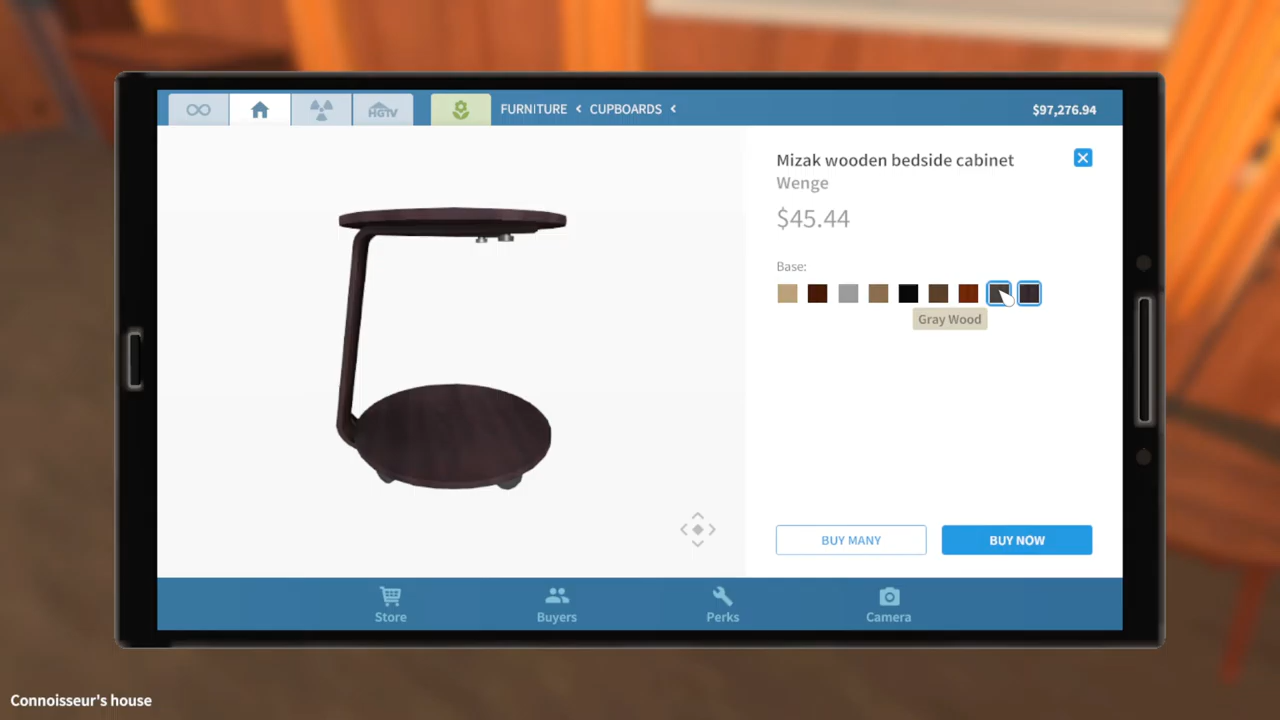 HGTV
FURNITURE < CUPBOARDS <
$97,276.94
Mizak wooden bedside cabinet
Wenge
$45.44
Base:
Gray Wood
BUY MANY
BUY NOW
Store
Buyers
Perks
Camera
Connoisseur's house